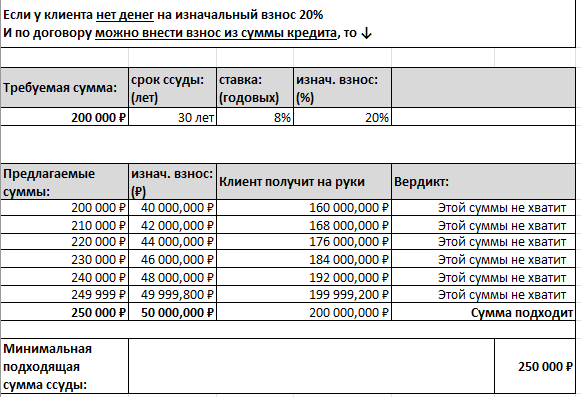 Если у клиента нет денег на изначальный взнос 20%
И по договору можно внести взнос из суммы кредита, то ↓
Требуемая сумма: срок ссуды: (лет) ставка: (годовых) изнач. взнос: (%)
200 000 ₽ 30 лет 8% 20%
Предлагаемые суммы: изнач. взнос: (₽) Клиент получит на руки Вердикт:
200 000 ₽ 40 000,000 ₽ 160 000,000 ₽ Этой суммы не хватит
210 000 ₽ 42 000,000 ₽ 168 000,000 ₽ Этой суммы не хватит
220 000 ₽ 44 000,000 ₽ 176 000,000 ₽ Этой суммы не хватит
230 000 ₽ 46 000,000 ₽ 184 000,000 ₽ Этой суммы не хватит
240 000 ₽ 48 000,000 ₽ 192 000,000 ₽ Этой суммы не хватит
249 999 ₽ 49 999,800 ₽ 199 999,200 ₽ Этой суммы не хватит
250 000 ₽ 50 000,000 ₽ 200 000,000 ₽ Сумма подходит
Минимальная
подходящая
сумма ссуды: 250 000 ₽